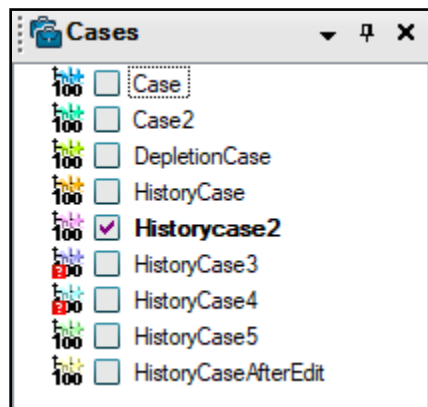 Cases
Case
Case2
DepletionCase
HistoryCase
Historycase2
HistoryCase3
HistoryCase4
HistoryCase5
HistoryCaseAfterEdit